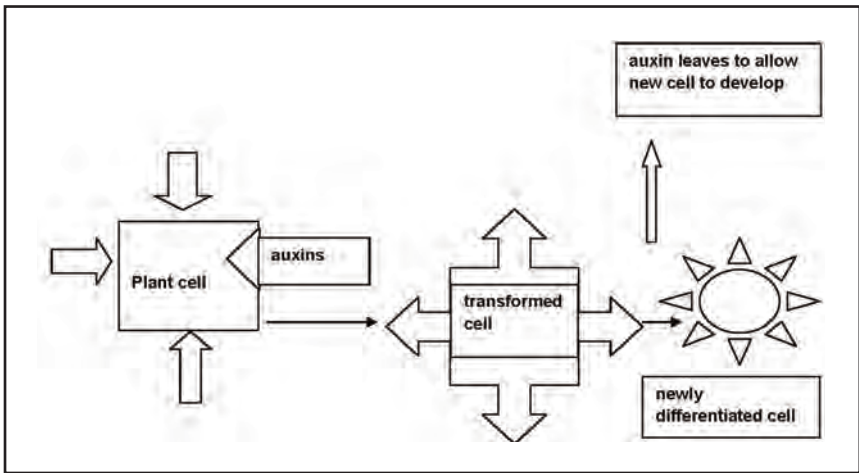 auxin leaves to allow
new cell to develop
auxins
Plant cell
transformed
cell
newly
differentiated cell